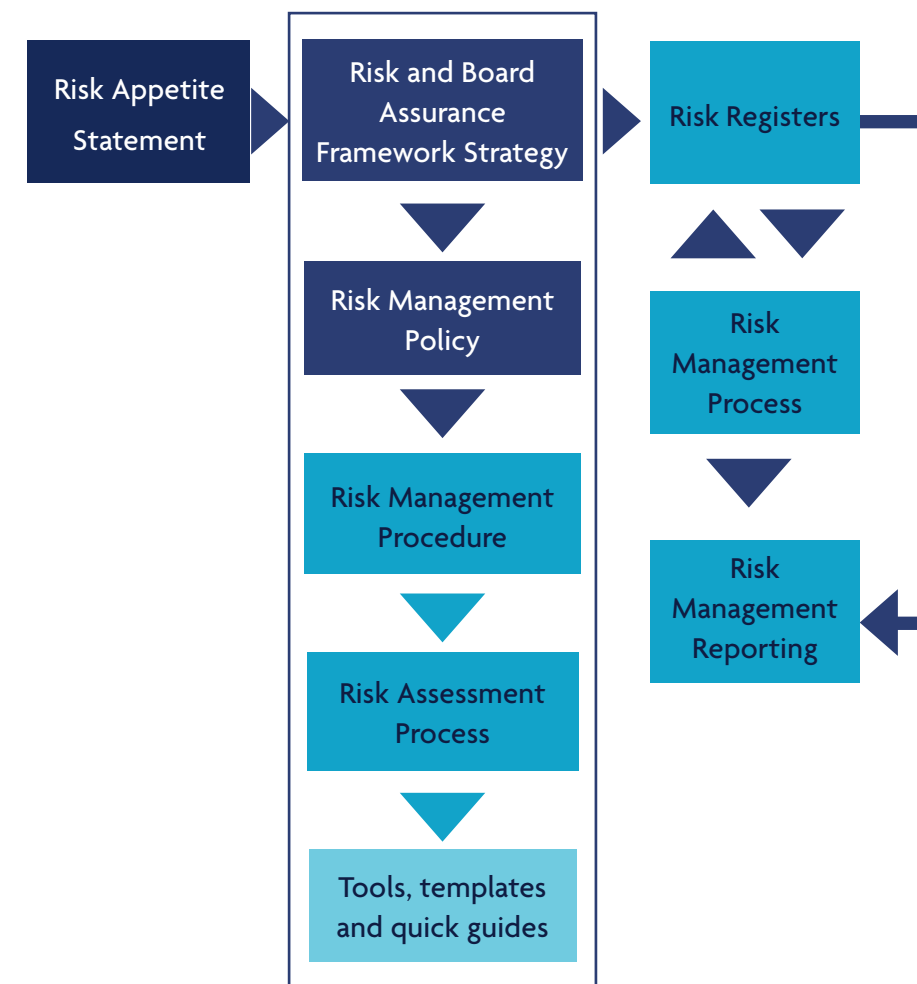 Risk Appetite
Statement
Risk and Board
Assurance
Framework Strategy
Risk Management
Policy
Risk Management
Procedure
Risk Assessment
Process
Tools, templates
and quick guides
Risk Registers
Risk
Management
Process
Risk
Management
Reporting